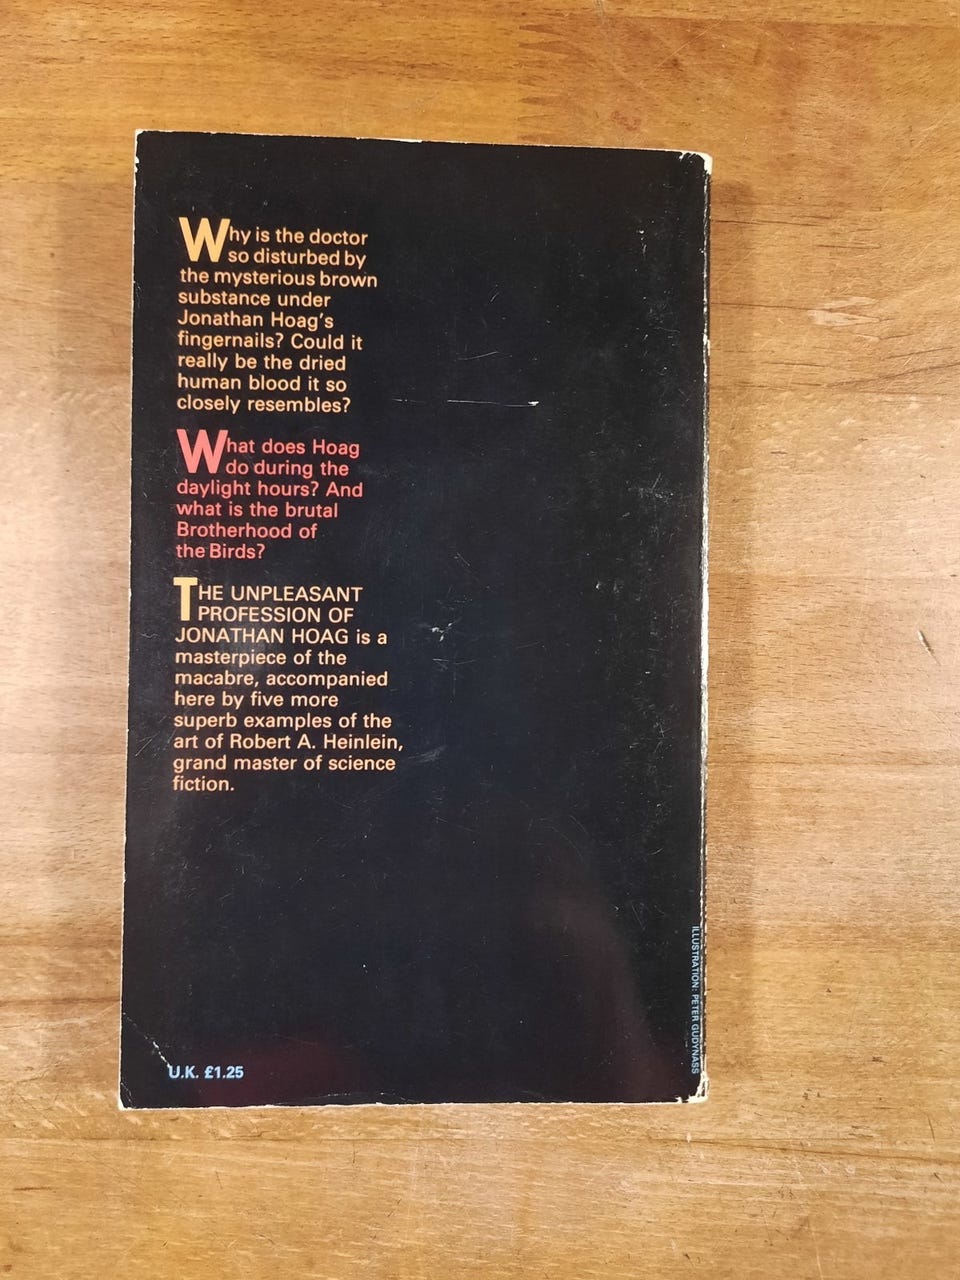 Why is the doctor
so disturbed by
the mysterious brown
substance under
Jonathan Hoag's
fingernails? Could it
really be the dried
human blood it so
closely resembles?
What does Hoag
do during the
daylight hours? And
what is the brutal
Brotherhood of
the Birds?
THE UNPLEASANT
PROFESSION OF
JONATHAN HOAG is a
masterpiece of the
macabre, accompanied
here by five more
superb examples of the
art of Robert A. Heinlein,
grand master of science
fiction.
U.K. £1.25
ILLUSTRATION: PETER GUDYNASS